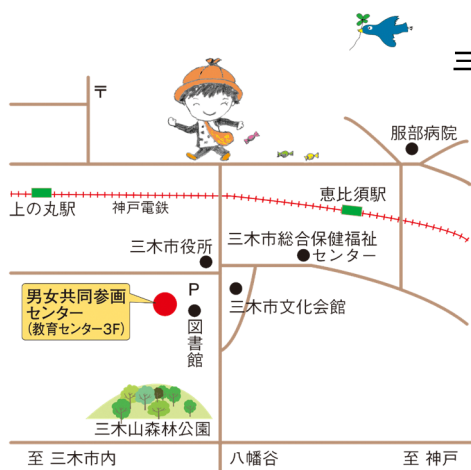 三
〒
服部病院
上の丸駅
神戸電鉄
恵比須駅
三木市役所
三木市総合保健福祉
センター
男女共同参画
センター
(教育センター3F)
P
図書館
三木市文化会館
三木山森林公園
至 三木市内
八幡谷
至 神戸